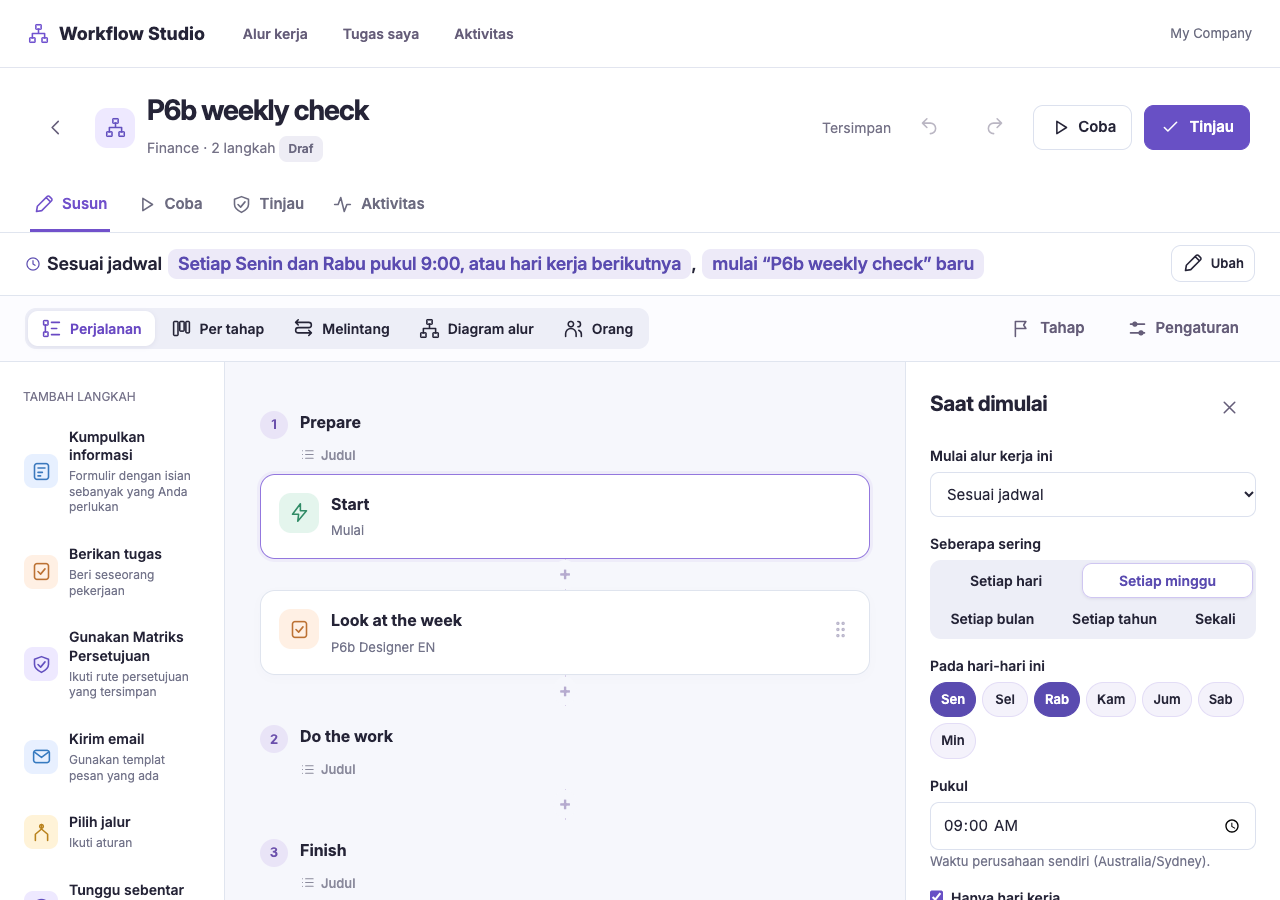 Workflow Studio
Alur kerja
Tugas saya
Aktivitas
My Company
P6b weekly check
Finance · 2 langkah Draf
Tersimpan
Coba
Tinjau
Susun
Coba
Tinjau
Aktivitas
Sesuai jadwal Setiap Senin dan Rabu pukul 9:00, atau hari kerja berikutnya , mulai “P6b weekly check” baru
Ubah
Perjalanan
Per tahap
Melintang
Diagram alur
Orang
Tahap
Pengaturan
TAMBAH LANGKAH
Kumpulkan
informasi
Formulir dengan isian
sebanyak yang Anda
perlukan
Berikan tugas
Beri seseorang
pekerjaan
Gunakan Matriks
Persetujuan
Ikuti rute persetujuan
yang tersimpan
Kirim email
Gunakan templat
pesan yang ada
Pilih jalur
Ikuti aturan
Tunggu sebentar
1 Prepare
Judul
Start
Mulai
Look at the week
P6b Designer EN
2 Do the work
Judul
3 Finish
Judul
Saat dimulai
Mulai alur kerja ini
Sesuai jadwal
Seberapa sering
Setiap hari
Setiap minggu
Setiap bulan
Setiap tahun
Sekali
Pada hari-hari ini
Sen
Sel
Rab
Kam
Jum
Sab
Min
Pukul
09:00 AM
Waktu perusahaan sendiri (Australia/Sydney).
Hanya hari kerja